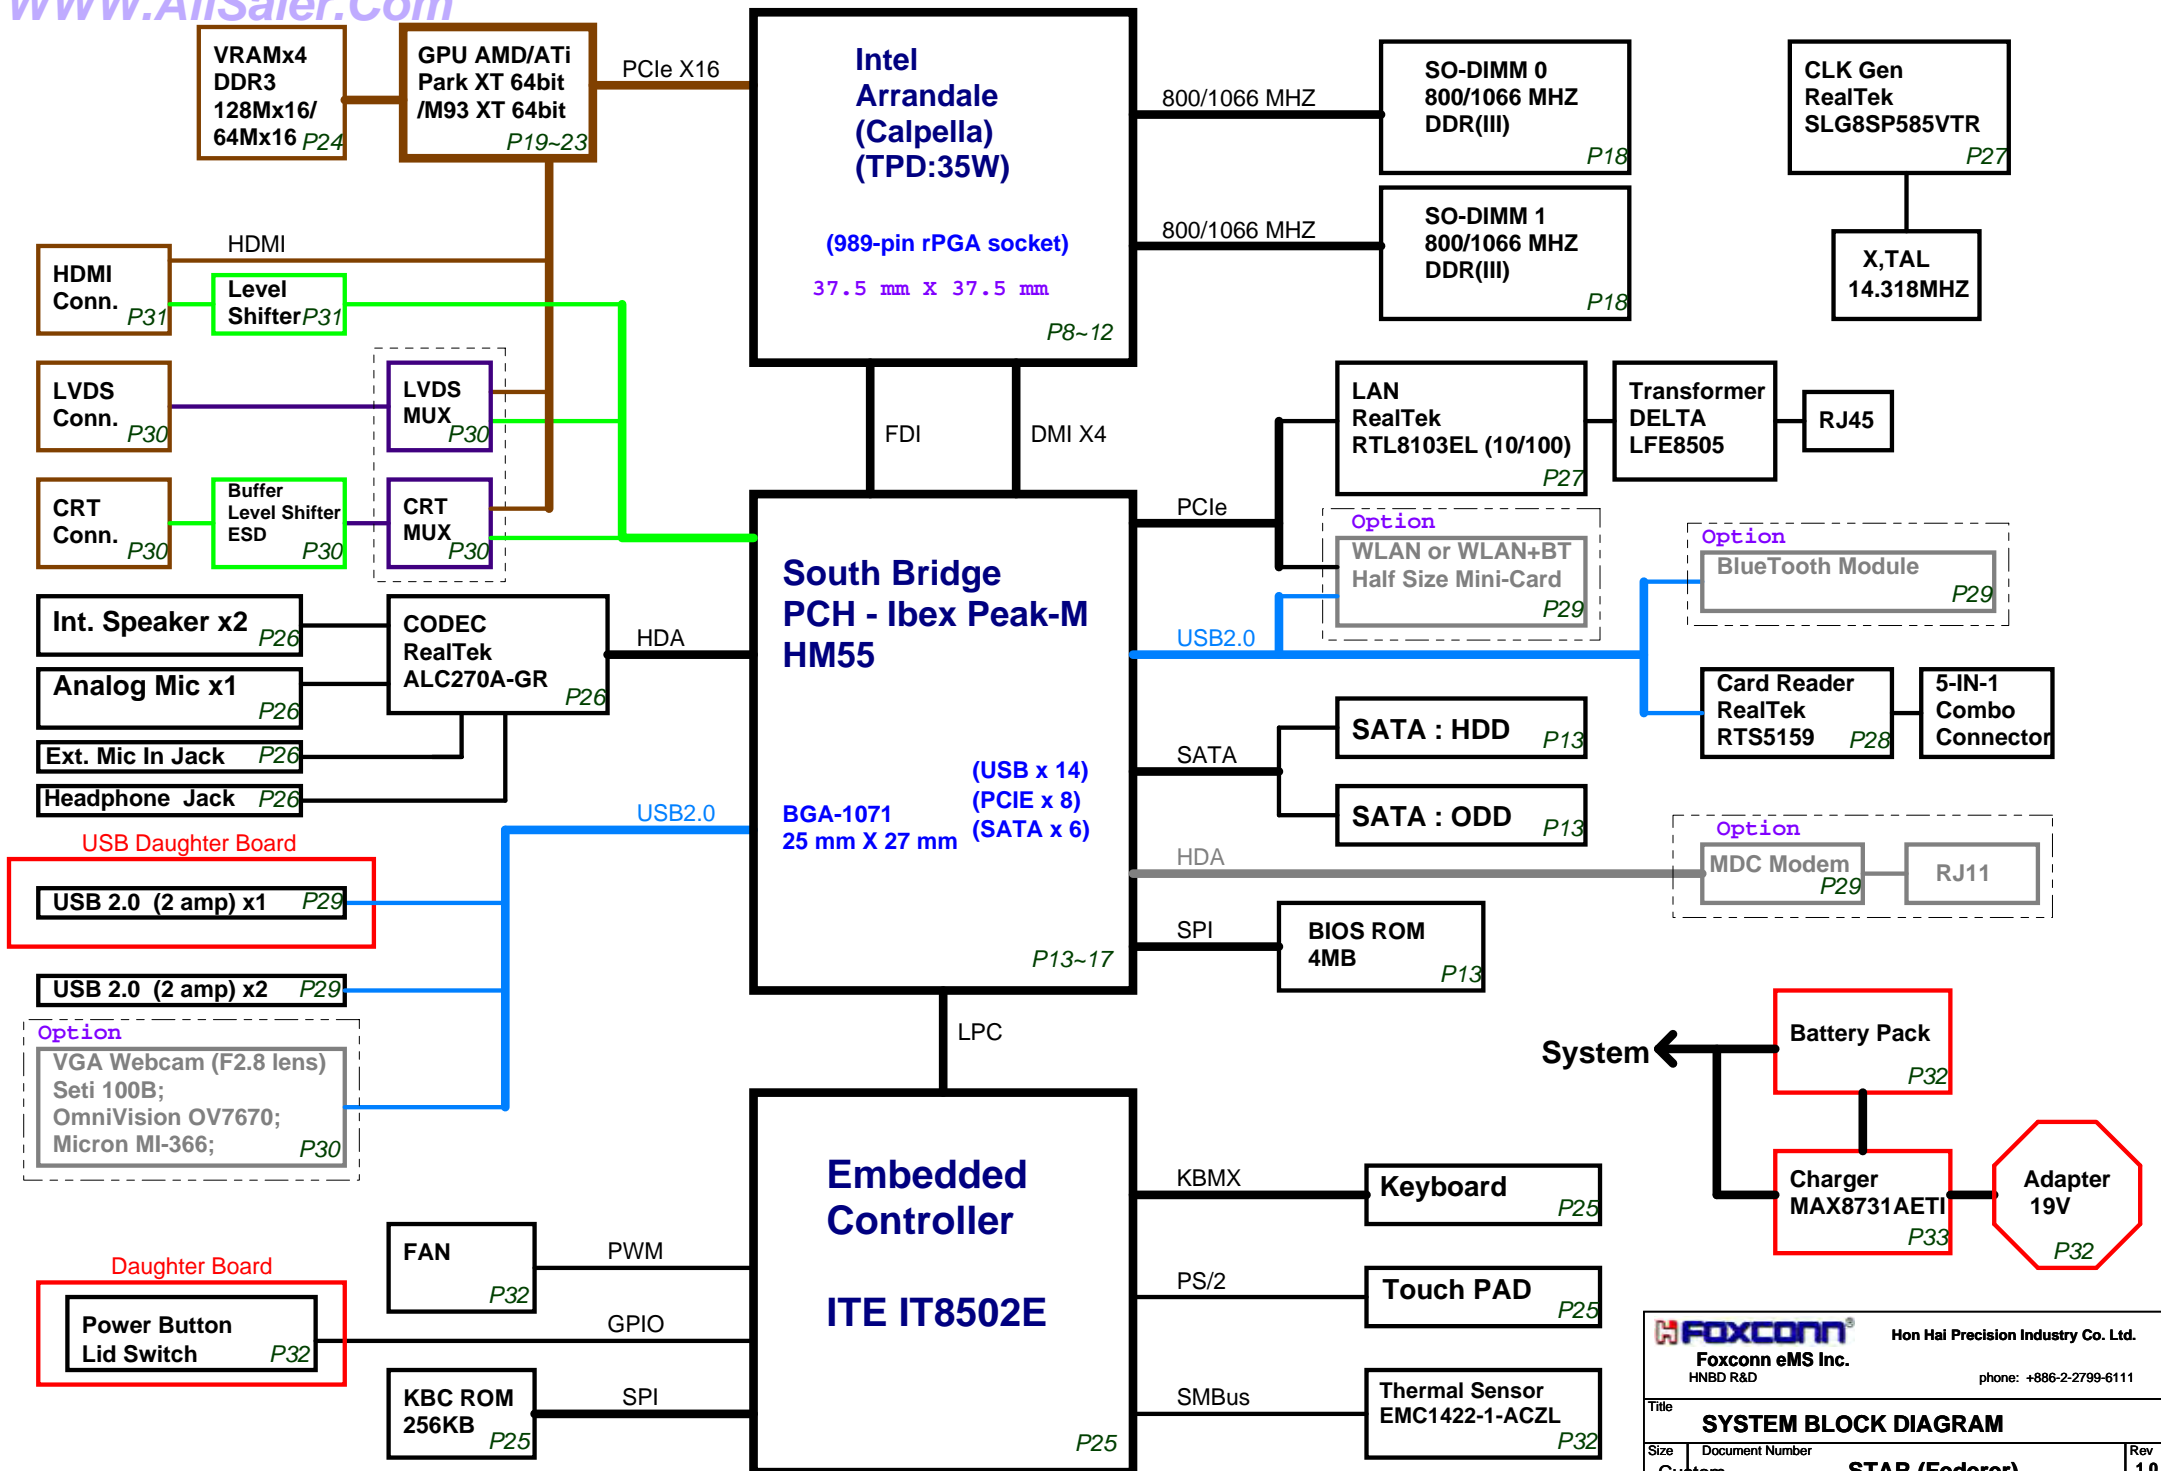 WWW.AllSaler.Com
VRAMx4
DDR3
128Mx16/
64Mx16 P24
GPU AMD/ATi
Park XT 64bit
/M93 XT 64bit
P19~23
PCIe X16
Intel
Arrandale
(Calpella)
(TPD:35W)
(989-pin rPGA socket)
37.5 mm X 37.5 mm
P8~12
800/1066 MHZ
SO-DIMM 0
800/1066 MHZ
DDR(III)
P18
800/1066 MHZ
SO-DIMM 1
800/1066 MHZ
DDR(III)
P18
CLK Gen
RealTek
SLG8SP585VTR
P27
X,TAL
14.318MHZ
HDMI
HDMI
Conn.
P31
Level
Shifter P31
LVDS
Conn.
P30
LVDS
MUX
P30
CRT
Conn.
P30
Buffer
Level Shifter
ESD
P30
CRT
MUX
P30
FDI
DMI X4
LAN
RealTek
RTL8103EL (10/100)
P27
Transformer
DELTA
LFE8505
RJ45
PCIe
Option
WLAN or WLAN+BT
Half Size Mini-Card
P29
Option
BlueTooth Module
P29
USB2.0
Card Reader
RealTek
RTS5159 P28
5-IN-1
Combo
Connector
South Bridge
PCH - Ibex Peak-M
HM55
(USB x 14)
(PCIE x 8)
(SATA x 6)
BGA-1071
25 mm X 27 mm
P13~17
Int. Speaker x2
P26
Analog Mic x1
P26
Ext. Mic In Jack P26
Headphone Jack P26
CODEC
RealTek
ALC270A-GR
P26
HDA
SATA
SATA : HDD P13
SATA : ODD P13
HDA
Option
MDC Modem
P29
RJ11
SPI
BIOS ROM
4MB
P13
USB2.0
USB Daughter Board
USB 2.0 (2 amp) x1 P29
USB 2.0 (2 amp) x2 P29
Option
VGA Webcam (F2.8 lens)
Seti 100B;
OmniVision OV7670;
Micron MI-366; P30
LPC
Embedded
Controller
ITE IT8502E
P25
FAN
P32
PWM
Daughter Board
Power Button
Lid Switch P32
GPIO
KBC ROM
256KB
P25
SPI
KBMX
Keyboard
P25
PS/2
Touch PAD
P25
SMBus
Thermal Sensor
EMC1422-1-ACZL
P32
System
Battery Pack
P32
Charger
MAX8731AETI
P33
Adapter
19V
P32
FOXCONN®
Hon Hai Precision Industry Co. Ltd.
Foxconn eMS Inc.
HNBD R&D
phone: +886-2-2799-6111
Title
SYSTEM BLOCK DIAGRAM
Size
Document Number
Rev
Custom
STAR (Federer)
1.0